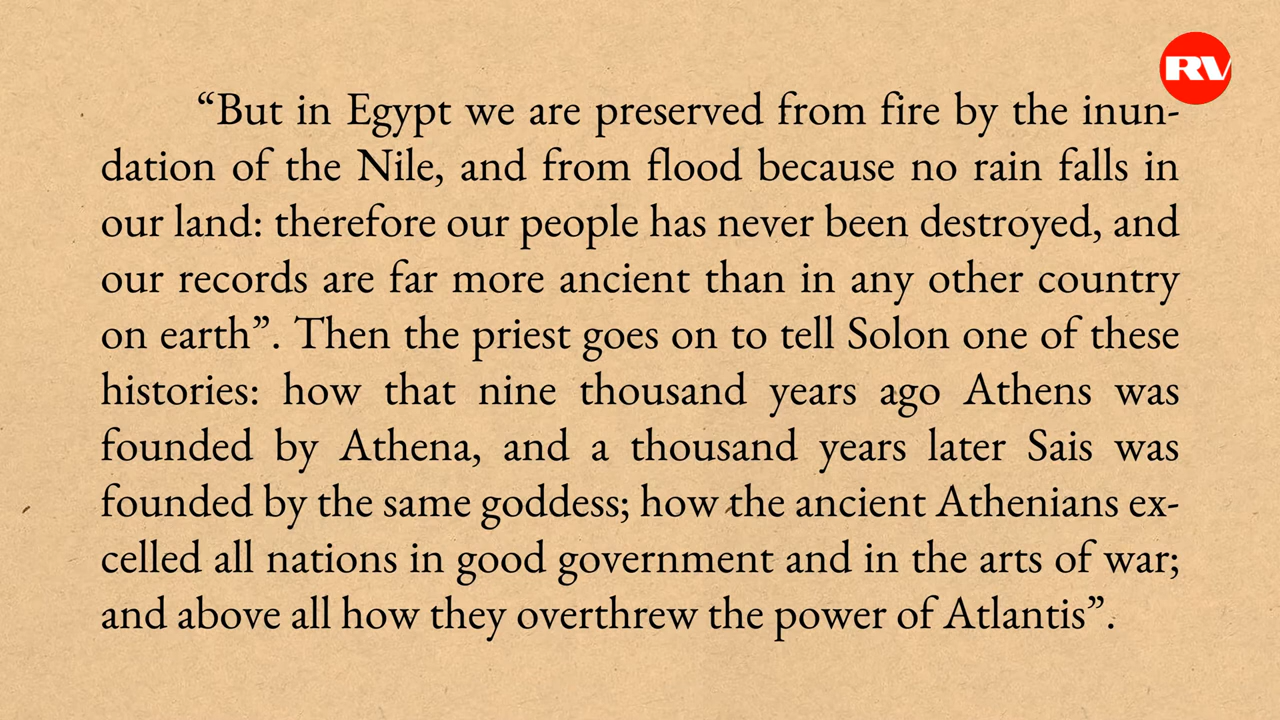 RV
“But in Egypt we are preserved from fire by the inun-
dation of the Nile, and from flood because no rain falls in
our land: therefore our people has never been destroyed, and
our records are far more ancient than in any other country
on earth”. Then the priest goes on to tell Solon one of these
histories: how that nine thousand years ago Athens was
founded by Athena, and a thousand years later Sais was
founded by the same goddess; how the ancient Athenians ex-
celled all nations in good government and in the arts of war;
and above all how they overthrew the power of Atlantis”.